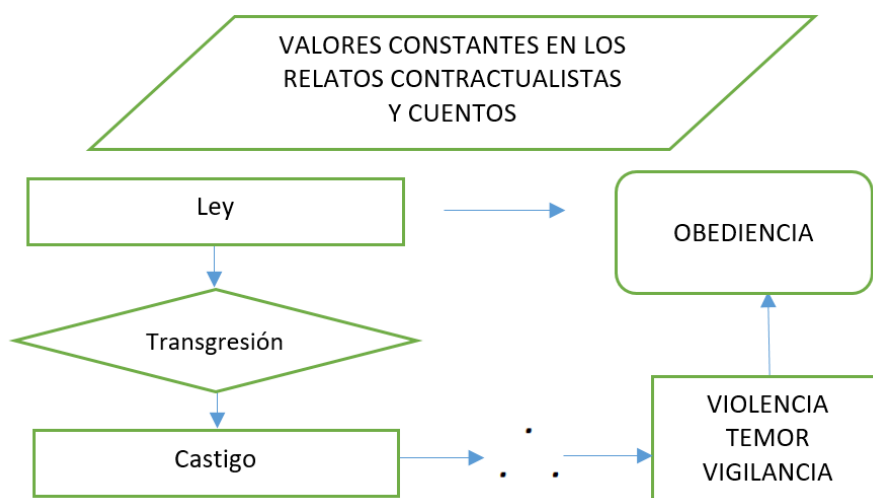 VALORES CONSTANTES EN LOS
RELATOS CONTRACTUALISTAS
Y CUENTOS
Ley
OBEDIENCIA
Transgresión
VIOLENCIA
TEMOR
VIGILANCIA
Castigo